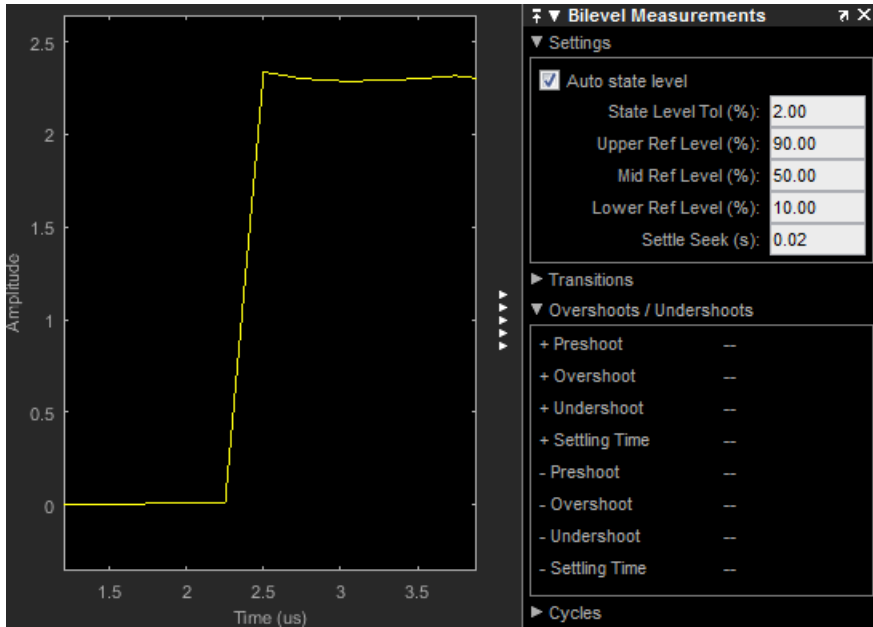 2.5
2
1.5
1
0.5
0
Amplitude
1.5 2 2.5 3 3.5
Time (us)
Bilevel Measurements
Settings
Auto state level
State Level Tol (%): 2.00
Upper Ref Level (%): 90.00
Mid Ref Level (%): 50.00
Lower Ref Level (%): 10.00
Settle Seek (s): 0.02
Transitions
Overshoots / Undershoots
+ Preshoot --
+ Overshoot --
+ Undershoot --
+ Settling Time --
- Preshoot --
- Overshoot --
- Undershoot --
- Settling Time --
Cycles